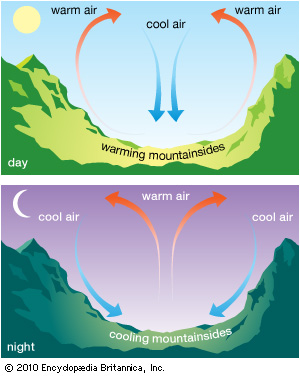 warm air
warm air
cool air
warming mountainsides
day
warm air
cool air
cool air
cooling mountainsides
night
© 2010 Encyclopædia Britannica, Inc.